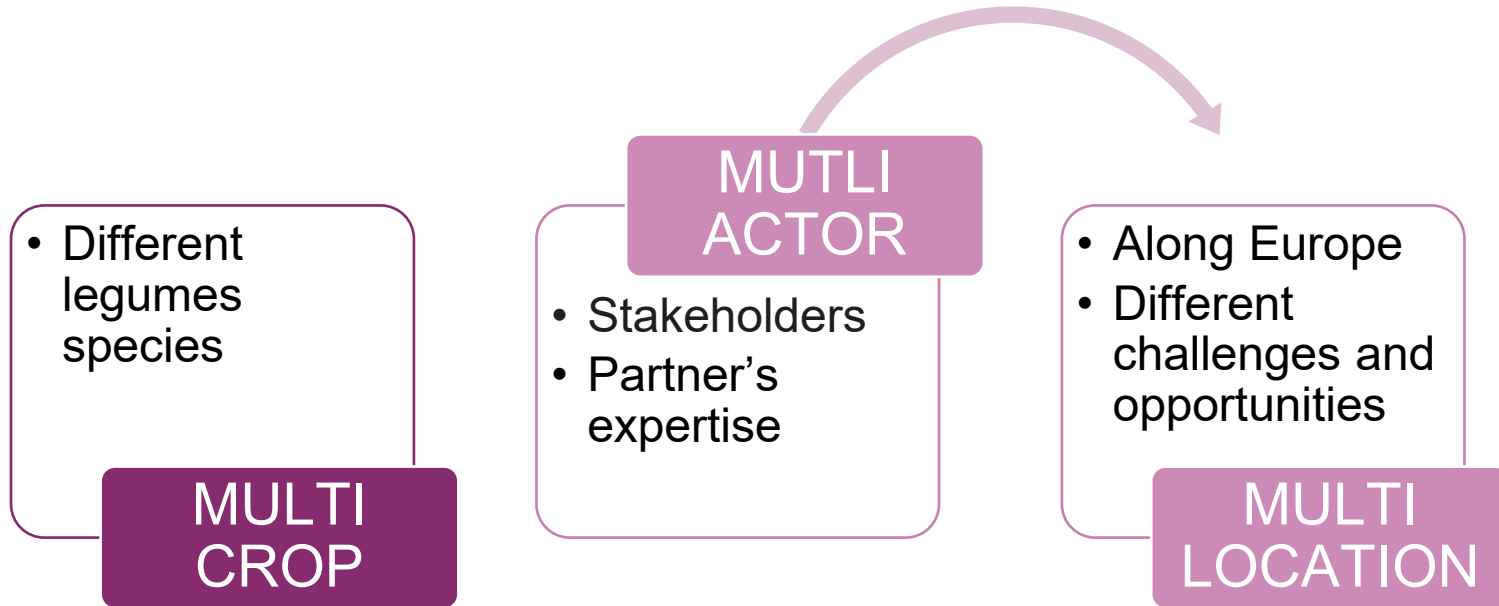 • Different
legumes
species
MULTI
CROP
MUTLI
ACTOR
• Stakeholders
• Partner’s
expertise
• Along Europe
• Different
challenges and
opportunities
MULTI
LOCATION